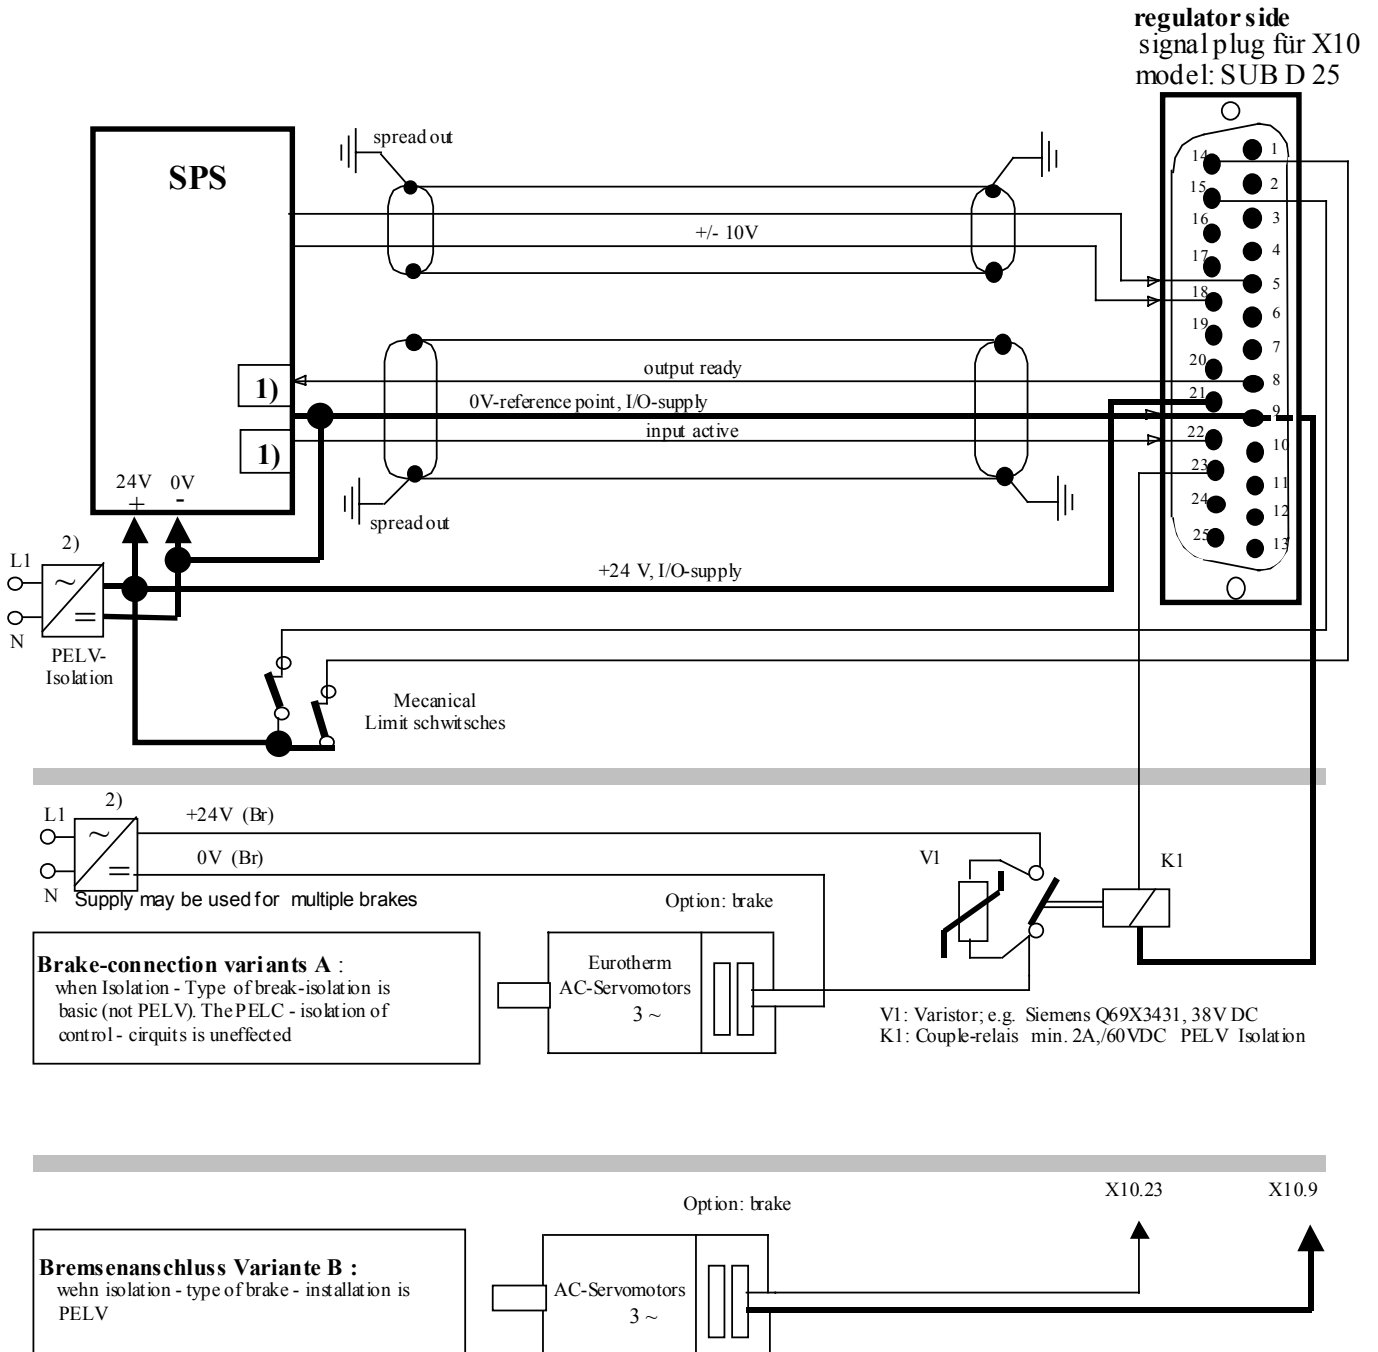 regulator side
signal plug für X10
model: SUB D 25
spread out
SPS
+/- 10V
14
1
15
2
16
3
17
4
18
5
19
6
20
7
21
8
22
9
23
10
24
11
25
12
13
output ready
1)
0V-reference point, I/O-supply
input active
1)
24V 0V
+ -
spread out
2)
L1
~
=
N
+24 V, I/O-supply
PELV-
Isolation
Mecanical
Limit schwitsches
2)
L1
+24V (Br)
~
0V (Br)
=
N
Supply may be used for multiple brakes
V1
K1
Option: brake
Brake-connection variants A :
when Isolation - Type of break-isolation is
basic (not PELV). The PELC - isolation of
control - cirquits is uneffected
Eurotherm
AC-Servomotors
3 ~
V1: Varistor; e.g. Siemens Q69X3431, 38V DC
K1: Couple-relais min. 2A,/60VDC PELV Isolation
X10.23
X10.9
Option: brake
Bremsenanschluss Variante B :
wehn isolation - type of brake - installation is
PELV
AC-Servomotors
3 ~